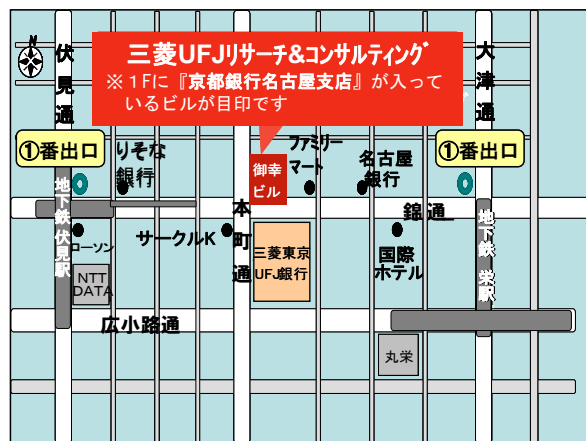 N
伏見通
三菱UFJリサーチ&コンサルティング
※１Fに『京都銀行名古屋支店』が入って
いるビルが目印です
大津通
①番出口
りそな
銀行
御幸
ビル
ファミリー
マート
名古屋
銀行
①番出口
地下鉄 伏見駅
本町通
錦通
地下鉄 栄駅
ローソン
サークルK
三菱東京
UFJ銀行
国際
ホテル
NTT
DATA
広小路通
丸栄